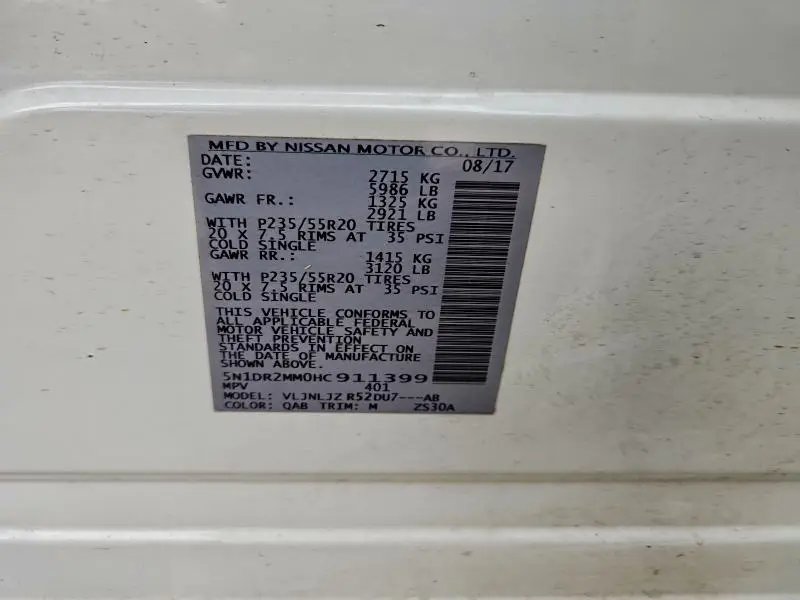 MFD BY NISSAN MOTOR CO., LTD.
DATE: 08/17
GVWR: 2715 KG
5986 LB
GAWR FR.: 1325 KG
2921 LB
WITH P235/55R20 TIRES
20 X 7.5 RIMS AT 35 PSI
COLD SINGLE
GAWR RR.: 1415 KG
3120 LB
WITH P235/55R20 TIRES
20 X 7.5 RIMS AT 35 PSI
COLD SINGLE
THIS VEHICLE CONFORMS TO
ALL APPLICABLE FEDERAL
MOTOR VEHICLE SAFETY AND
THEFT PREVENTION
STANDARDS IN EFFECT ON
THE DATE OF MANUFACTURE
SHOWN ABOVE.
5N1DR2MM0HC911399
MPV 401
MODEL: VLJNLJZ R52DU7---AB
COLOR: QAB TRIM: M ZS30A